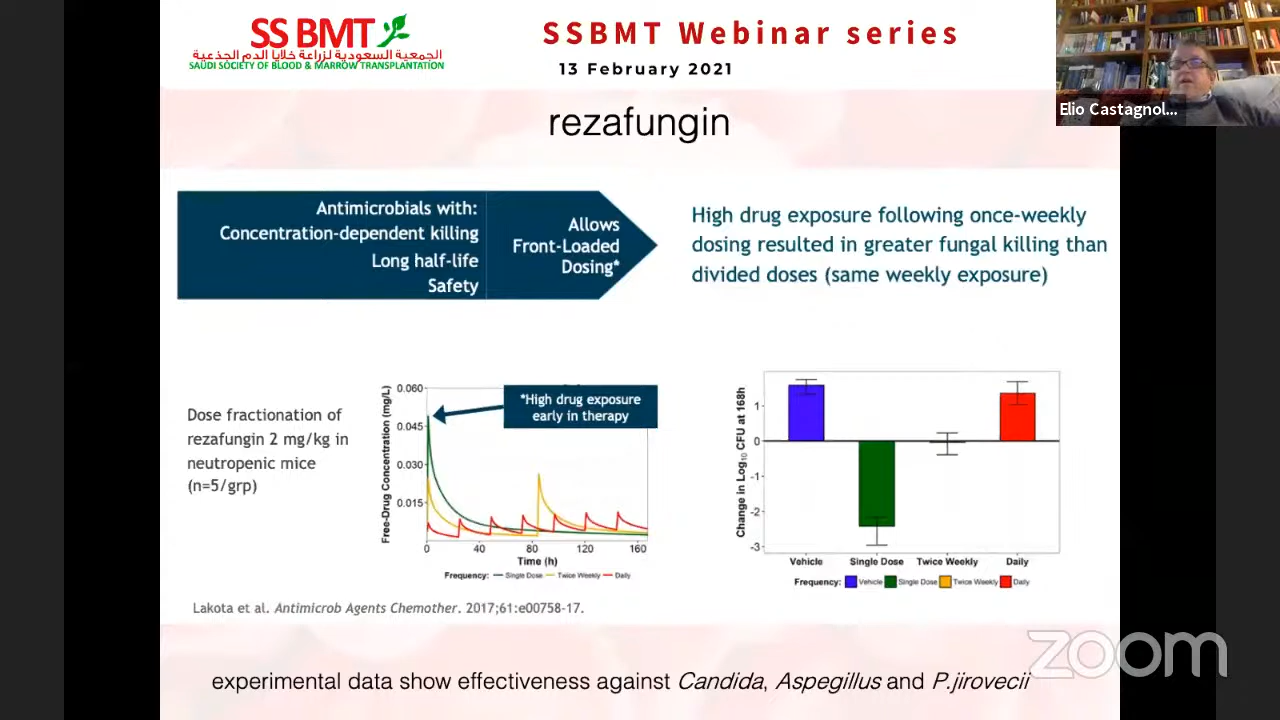 SS BMT
الجمعية السعودية لزراعة خلايا الدم الجذعية
SAUDI SOCIETY OF BLOOD & MARROW TRANSPLANTATION
SSBMT Webinar series
13 February 2021
Elio Castagnol...
rezafungin
Antimicrobials with:
Concentration-dependent killing
Long half-life
Safety
Allows
Front-Loaded
Dosing*
High drug exposure following once-weekly
dosing resulted in greater fungal killing than
divided doses (same weekly exposure)
Dose fractionation of
rezafungin 2 mg/kg in
neutropenic mice
(n=5/grp)
Free-Drug Concentration (mg/L)
0.060
0.045
0.030
0.015
*High drug exposure
early in therapy
0 40 80 120 160
Time (h)
Frequency: Single Dose Twice Weekly Daily
Change in Log10 CFU at 168h
1
0
-1
-2
-3
Vehicle Single Dose Twice Weekly Daily
Frequency: Vehicle Single Dose Twice Weekly Daily
Lakota et al. Antimicrob Agents Chemother. 2017;61:e00758-17.
zoom
experimental data show effectiveness against Candida, Aspegillus and P.jirovecii